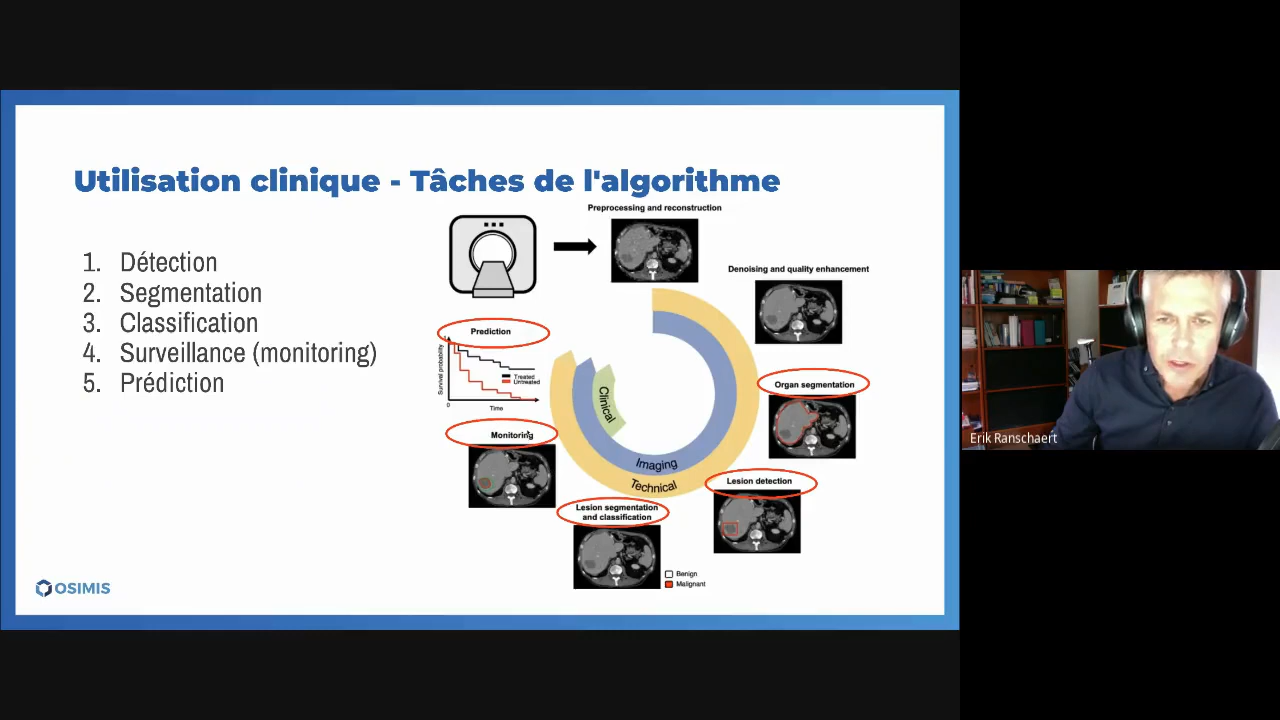 Utilisation clinique - Tâches de l'algorithme
1. Détection
2. Segmentation
3. Classification
4. Surveillance (monitoring)
5. Prédiction
Preprocessing and reconstruction
Denoising and quality enhancement
Organ segmentation
Lesion detection
Lesion segmentation
and classification
Benign
Malignant
Monitoring
Prediction
Survival probability
1
0
Time
Treated
Untreated
Clinical
Imaging
Technical
OSIMIS
Erik Ranschaert